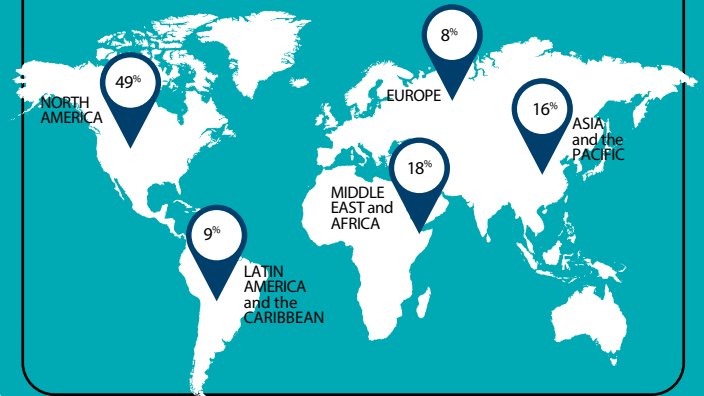 8%
EUROPE
49%
NORTH
AMERICA
16%
ASIA
and the
PACIFIC
18%
MIDDLE
EAST and
AFRICA
9%
LATIN
AMERICA
and the
CARIBBEAN